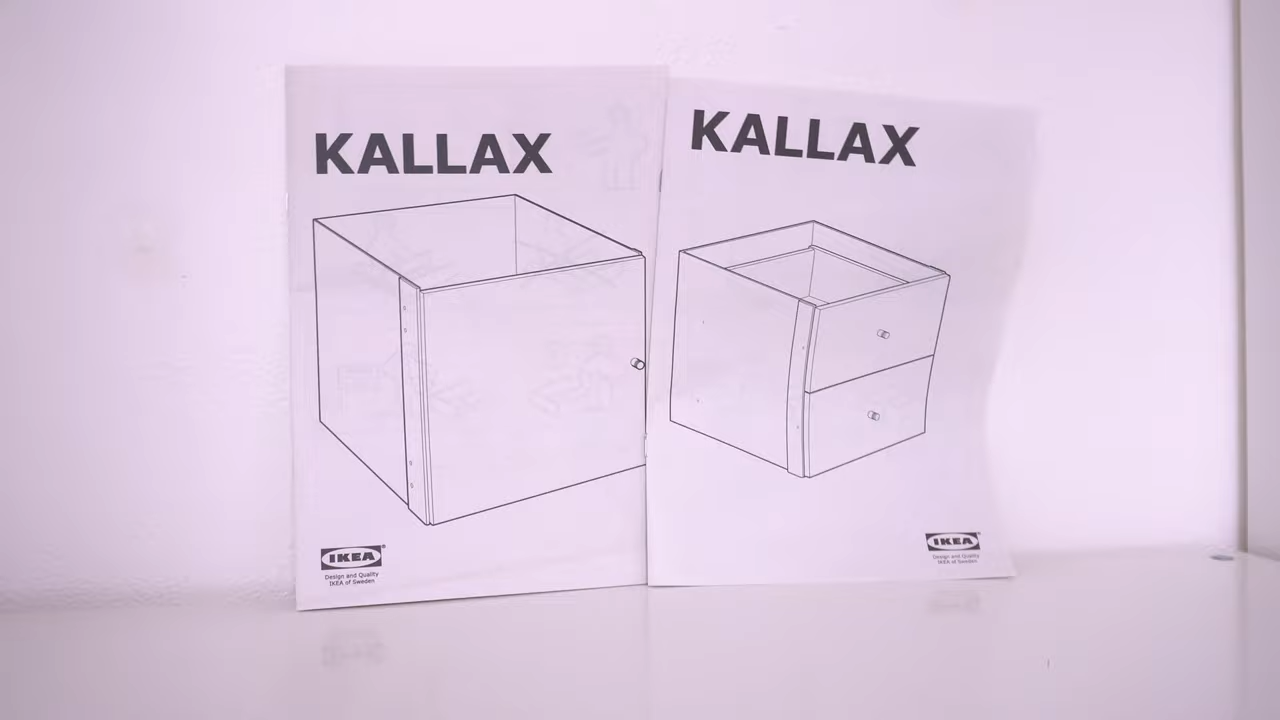 KALLAX
IKEA®
Design and Quality
IKEA of Sweden
KALLAX
IKEA®
Design and Quality
IKEA of Sweden